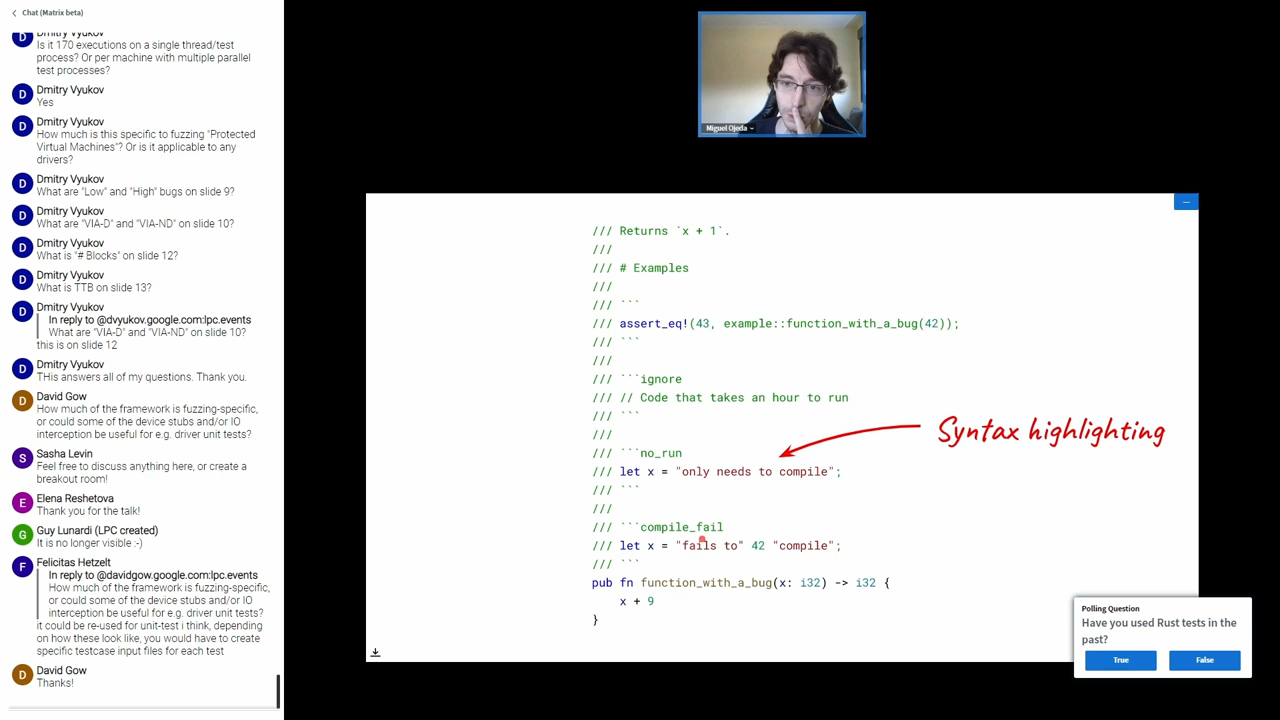 Chat (Matrix beta)
Dmitry Vyukov
Is it 170 executions on a single thread/test
process? Or per machine with multiple parallel
test processes?
D
Dmitry Vyukov
Yes
D
Dmitry Vyukov
How much is this specific to fuzzing "Protected
Virtual Machines"? Or is it applicable to any
drivers?
D
Dmitry Vyukov
What are "Low" and "High" bugs on slide 9?
D
Dmitry Vyukov
What are "VIA-D" and "VIA-ND" on slide 10?
D
Dmitry Vyukov
What is "# Blocks" on slide 12?
D
Dmitry Vyukov
What is TTB on slide 13?
D
Dmitry Vyukov
In reply to @dvyukov.google.com:lpc.events
What are "VIA-D" and "VIA-ND" on slide 10?
this is on slide 12
D
Dmitry Vyukov
THis answers all of my questions. Thank you.
D
David Gow
How much of the framework is fuzzing-specific,
or could some of the device stubs and/or IO
interception be useful for e.g. driver unit tests?
S
Sasha Levin
Feel free to discuss anything here, or create a
breakout room!
E
Elena Reshetova
Thank you for the talk!
G
Guy Lunardi (LPC created)
It is no longer visible :-)
F
Felicitas Hetzelt
In reply to @davidgow.google.com:lpc.events
How much of the framework is fuzzing-specific,
or could some of the device stubs and/or IO
interception be useful for e.g. driver unit tests?
it could be re-used for unit-test i think, depending
on how these look like, you would have to create
specific testcase input files for each test
D
David Gow
Thanks!
Miguel Ojeda
/// Returns `x + 1`.
///
/// # Examples
///
/// ```
/// assert_eq!(43, example::function_with_a_bug(42));
/// ```
///
/// ```ignore
/// // Code that takes an hour to run
/// ```
///
/// ```no_run
/// let x = "only needs to compile";
/// ```
///
/// ```compile_fail
/// let x = "fails to" 42 "compile";
/// ```
pub fn function_with_a_bug(x: i32) -> i32 {
x + 9
}
Syntax highlighting
Polling Question
Have you used Rust tests in the
past?
True
False